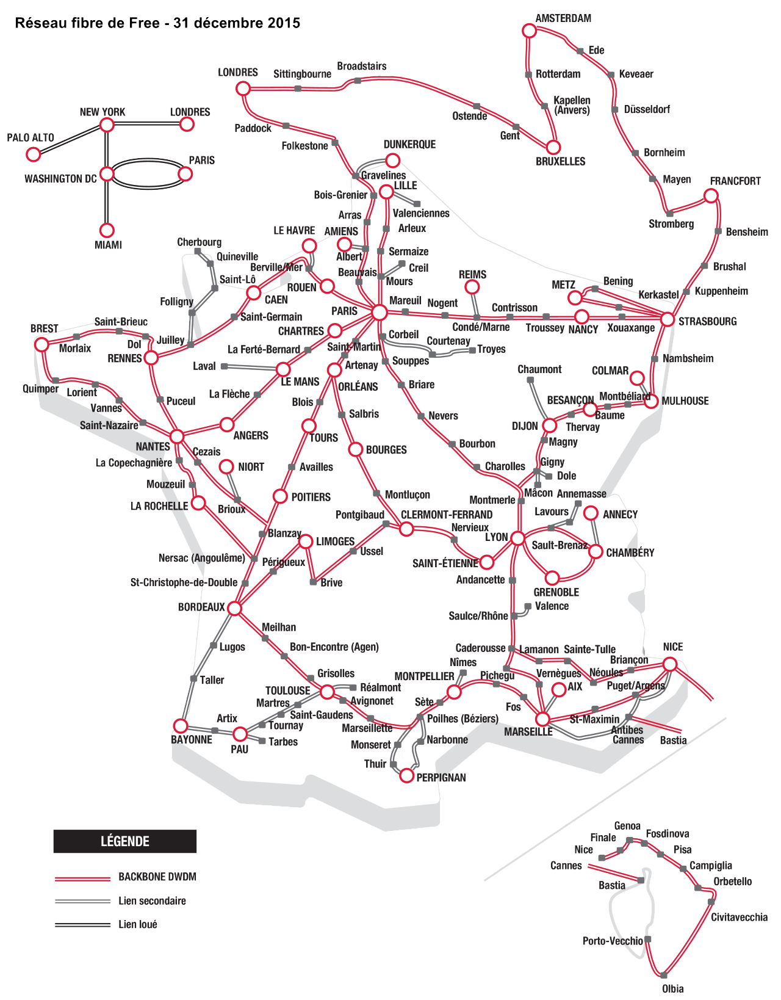 Réseau fibre de Free - 31 décembre 2015
AMSTERDAM
Ede
Rotterdam
Keveaer
Kapellen
(Anvers)
Düsseldorf
LONDRES
Sittingbourne
Broadstairs
Ostende
Gent
BRUXELLES
Bornheim
Mayen
FRANCFORT
Stromberg
Bensheim
Brushal
Kuppenheim
Paddock
Folkestone
DUNKERQUE
Gravelines
NEW YORK
LONDRES
PALO ALTO
PARIS
WASHINGTON DC
MIAMI
LILLE
Bois-Grenier
Valenciennes
Arras
Arleux
LE HAVRE
AMIENS
Albert
Sermaize
Creil
Beauvais
Mours
Cherbourg
Quineville
Berville/Mer
Saint-Lô
ROUEN
CAEN
Folligny
Saint-Germain
REIMS
METZ
Bening
Kerkastel
PARIS
Mareuil
Nogent
Contrisson
Condé/Marne
Troussey
NANCY
Xouaxange
STRASBOURG
BREST
Saint-Brieuc
Morlaix
Dol
Juilley
RENNES
CHARTRES
La Ferté-Bernard
Saint-Martin
Corbeil
Courtenay
Troyes
Laval
LE MANS
Artenay
Souppes
ORLÉANS
Briare
Chaumont
COLMAR
Nambsheim
Quimper
Lorient
Vannes
Puceul
La Flèche
Blois
Salbris
Nevers
BESANÇON
Montbéliard
MULHOUSE
Baume
Thervay
DIJON
Saint-Nazaire
NANTES
ANGERS
TOURS
BOURGES
Bourbon
Magny
Cezais
La Copechagnière
NIORT
Availles
Charolles
Gigny
Dole
Mouzeuil
Mâcon
Annemasse
LA ROCHELLE
Brioux
POITIERS
Montluçon
Montmerle
Lavours
ANNECY
Pontgibaud
CLERMONT-FERRAND
Nervieux
Blanzay
LIMOGES
LYON
Sault-Brenaz
CHAMBÉRY
Nersac (Angoulême)
Périgueux
Ussel
SAINT-ÉTIENNE
St-Christophe-de-Double
Brive
Andancette
GRENOBLE
BORDEAUX
Valence
Saulce/Rhône
Meilhan
Lugos
Bon-Encontre (Agen)
Caderousse
Lamanon
Sainte-Tulle
NICE
Briançon
Nîmes
Taller
Grisolles
MONTPELLIER
Pichegu
Vernègues
Néoules
TOULOUSE
Réalmont
AIX
Puget/Argens
Martres
Avignonet
Sète
Fos
Saint-Gaudens
Artix
Tournay
Marseillette
Poilhes (Béziers)
MARSEILLE
St-Maximin
Antibes
Cannes
Bastia
BAYONNE
PAU
Tarbes
Monseret
Narbonne
Thuir
PERPIGNAN
LÉGENDE
BACKBONE DWDM
Lien secondaire
Lien loué
Genoa
Finale
Fosdinova
Nice
Pisa
Cannes
Campiglia
Bastia
Orbetello
Civitavecchia
Porto-Vecchio
Olbia